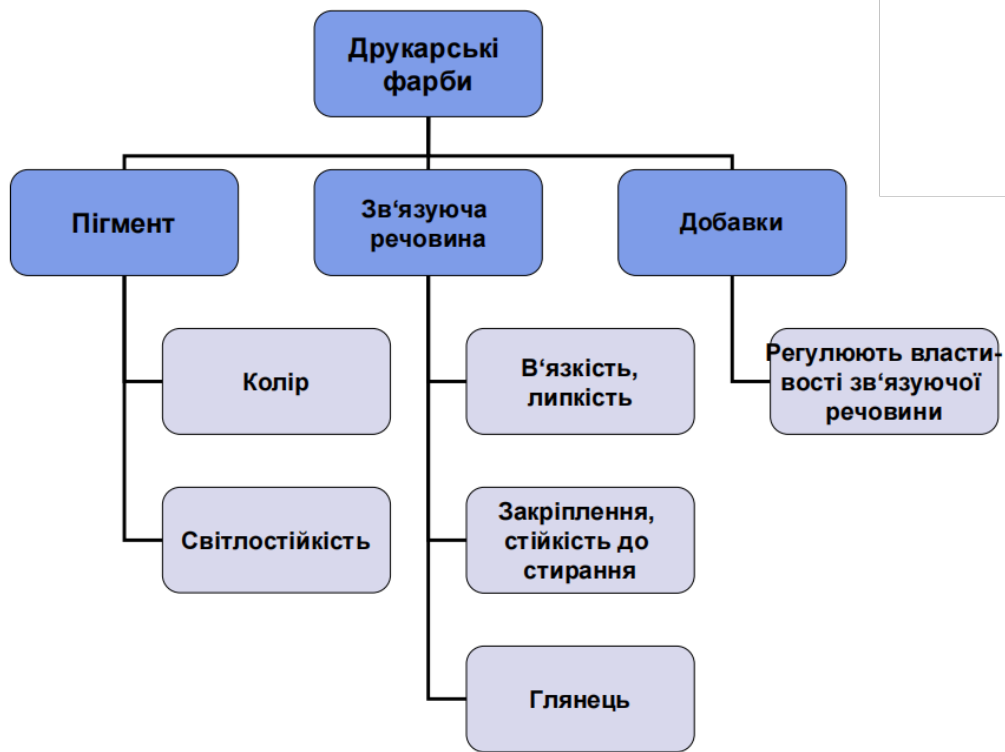 Друкарські
фарби
Пігмент
Зв‘язуюча
речовина
Добавки
Колір
В‘язкість,
липкість
Регулюють власти-
вості зв‘язуючої
речовини
Світлостійкість
Закріплення,
стійкість до
стирання
Глянець